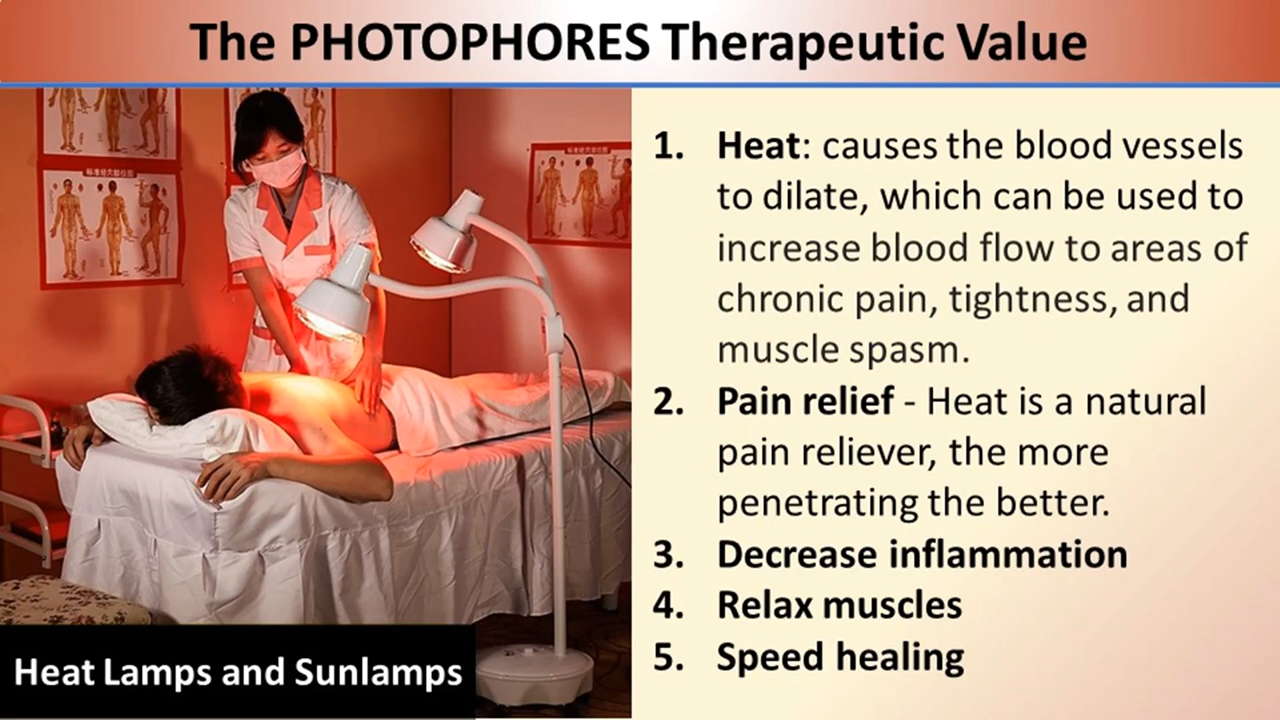 The PHOTOPHORES Therapeutic Value
1. Heat: causes the blood vessels
to dilate, which can be used to
increase blood flow to areas of
chronic pain, tightness, and
muscle spasm.
2. Pain relief - Heat is a natural
pain reliever, the more
penetrating the better.
3. Decrease inflammation
4. Relax muscles
5. Speed healing
Heat Lamps and Sunlamps